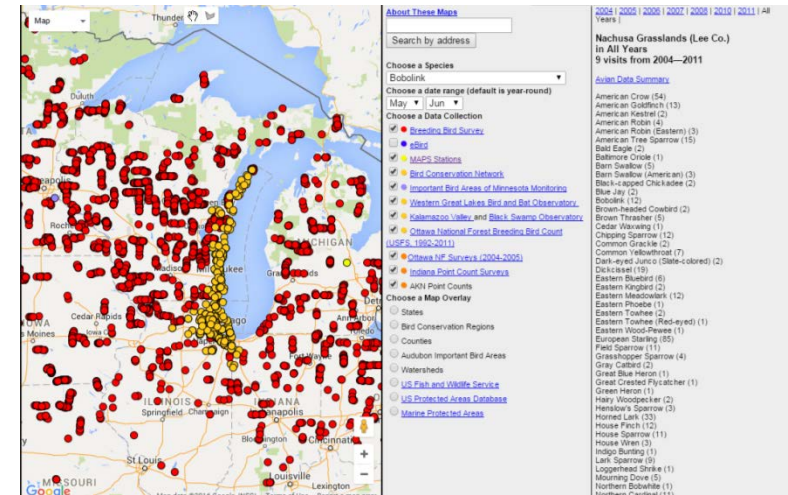 Map
Thunder
Duluth
eapolis
Roche
Madison
Milwaukee
CHIGAN
Grand
Detr
Ann Arbor
Toledo
Cedar Rapids
IOWA
Iowa C
s Moines
ago
Fort Wayne
ILLINOIS
Springfield
Champaign
INDIANA
Indianapolis
Bloomington
Cincinnati
St Louis
MISSOURI
Louisville
Lexington
Google
About These Maps
Search by address
Choose a Species
Bobolink
Choose a date range (default is year-round)
May Jun
Choose a Data Collection
Breeding Bird Survey
eBird
MAPS Stations
Bird Conservation Network
Important Bird Areas of Minnesota Monitoring
Western Great Lakes Bird and Bat Observatory
Kalamazoo Valley and Black Swamp Observatory
Ottawa National Forest Breeding Bird Count
(USFS, 1992-2011)
Ottawa NF Surveys (2004-2005)
Indiana Point Count Surveys
AKN Point Counts
Choose a Map Overlay
States
Bird Conservation Regions
Counties
Audubon Important Bird Areas
Watersheds
US Fish and Wildlife Service
US Protected Areas Database
Marine Protected Areas
2004 | 2005 | 2006 | 2007 | 2008 | 2010 | 2011 | All
Years |
Nachusa Grasslands (Lee Co.)
in All Years
9 visits from 2004—2011
Avian Data Summary
American Crow (54)
American Goldfinch (13)
American Kestrel (2)
American Robin (4)
American Robin (Eastern) (3)
American Tree Sparrow (15)
Bald Eagle (2)
Baltimore Oriole (1)
Barn Swallow (5)
Barn Swallow (American) (3)
Black-capped Chickadee (2)
Blue Jay (2)
Bobolink (12)
Brown-headed Cowbird (2)
Brown Thrasher (5)
Cedar Waxwing (1)
Chipping Sparrow (12)
Common Grackle (2)
Common Yellowthroat (7)
Dark-eyed Junco (Slate-colored) (2)
Dickcissel (19)
Eastern Bluebird (6)
Eastern Kingbird (2)
Eastern Meadowlark (12)
Eastern Phoebe (1)
Eastern Towhee (2)
Eastern Towhee (Red-eyed) (1)
Eastern Wood-Pewee (1)
European Starling (85)
Field Sparrow (11)
Grasshopper Sparrow (4)
Gray Catbird (2)
Great Blue Heron (1)
Great Crested Flycatcher (1)
Green Heron (1)
Hairy Woodpecker (2)
Henslow's Sparrow (3)
Horned Lark (33)
House Finch (12)
House Sparrow (11)
House Wren (3)
Indigo Bunting (1)
Lark Sparrow (9)
Loggerhead Shrike (1)
Mourning Dove (5)
Northern Bobwhite (1)
Northern Cardinal (11)